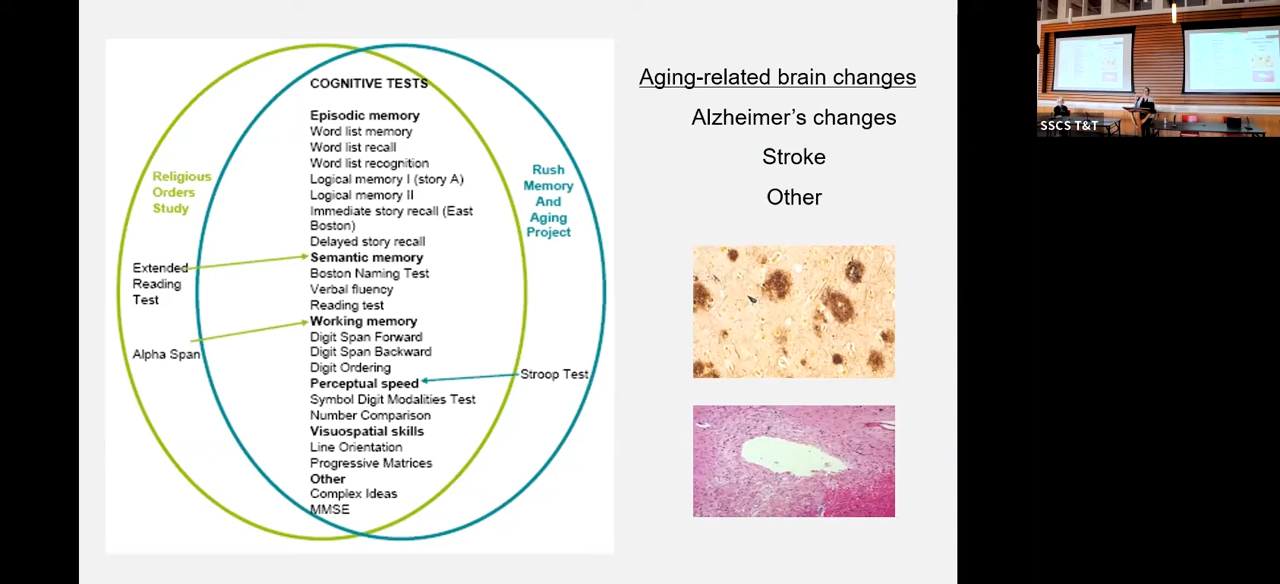 COGNITIVE TESTS
Episodic memory
Word list memory
Word list recall
Word list recognition
Logical memory I (story A)
Logical memory II
Immediate story recall (East
Boston)
Delayed story recall
Semantic memory
Boston Naming Test
Verbal fluency
Reading test
Working memory
Digit Span Forward
Digit Span Backward
Digit Ordering
Perceptual speed
Symbol Digit Modalities Test
Number Comparison
Visuospatial skills
Line Orientation
Progressive Matrices
Other
Complex Ideas
MMSE
Religious
Orders
Study
Extended
Reading
Test
Alpha Span
Rush
Memory
And
Aging
Project
Stroop Test
Aging-related brain changes
Alzheimer's changes
Stroke
Other
SSCS T&T